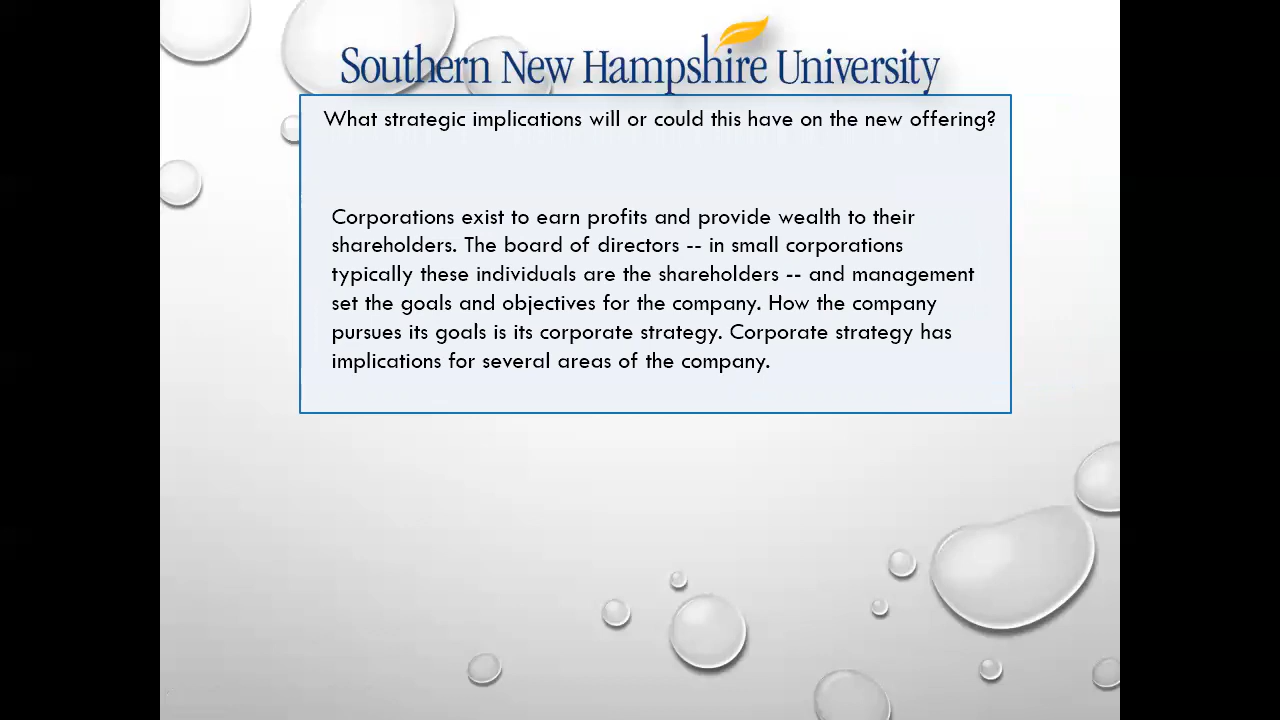 Southern New Hampshire University
What strategic implications will or could this have on the new offering?
Corporations exist to earn profits and provide wealth to their
shareholders. The board of directors -- in small corporations
typically these individuals are the shareholders -- and management
set the goals and objectives for the company. How the company
pursues its goals is its corporate strategy. Corporate strategy has
implications for several areas of the company.